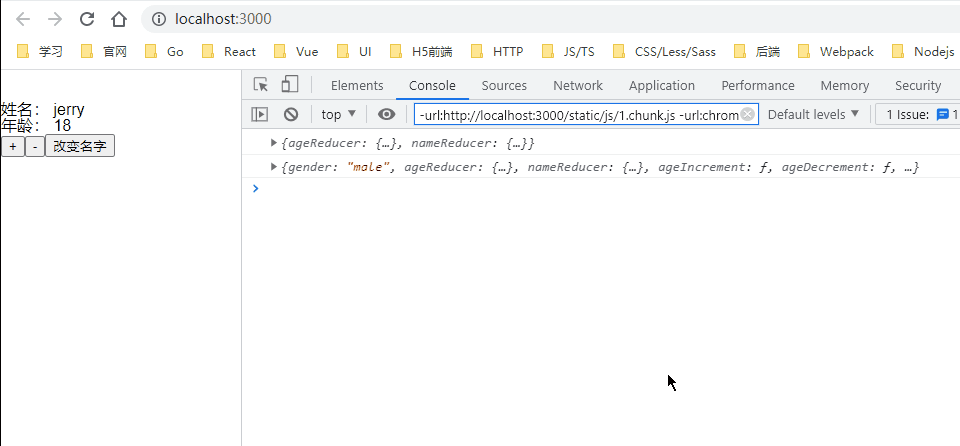 localhost:3000
学习 官网 Go React Vue UI H5前端 HTTP JS/TS CSS/Less/Sass 后端 Webpack Nodejs
Elements Console Sources Network Application Performance Memory Security
top -url:http://localhost:3000/static/js/1.chunk.js -url:chrom Default levels 1 Issue: 1
姓名： jerry
年龄： 18
+ - 改变名字
{ageReducer: {…}, nameReducer: {…}}
{gender: "male", ageReducer: {…}, nameReducer: {…}, ageIncrement: ƒ, ageDecrement: ƒ, …}